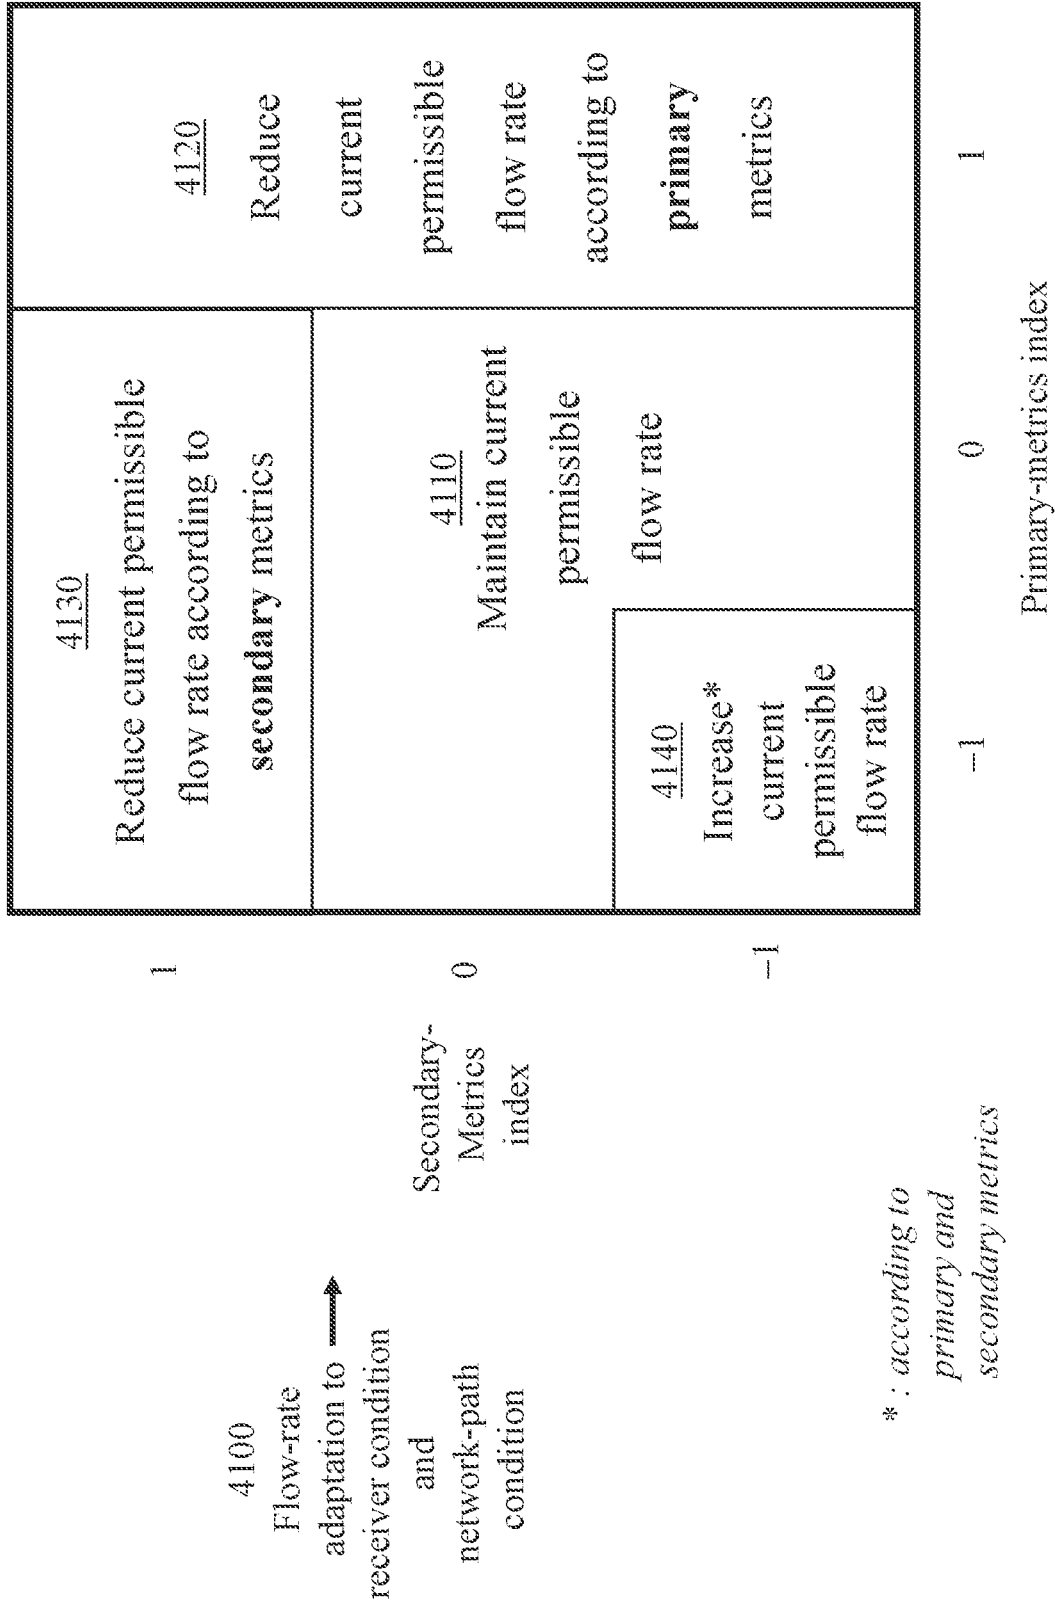 4100
Flow-rate
adaptation to
receiver condition
and
network-path
condition
Secondary-
Metrics
index
1
0
–1
4130
Reduce current permissible
flow rate according to
secondary metrics
4120
Reduce
current
permissible
flow rate
according to
primary
metrics
4110
Maintain current
permissible
flow rate
4140
Increase*
current
permissible
flow rate
–1
0
1
Primary-metrics index
* : according to
primary and
secondary metrics